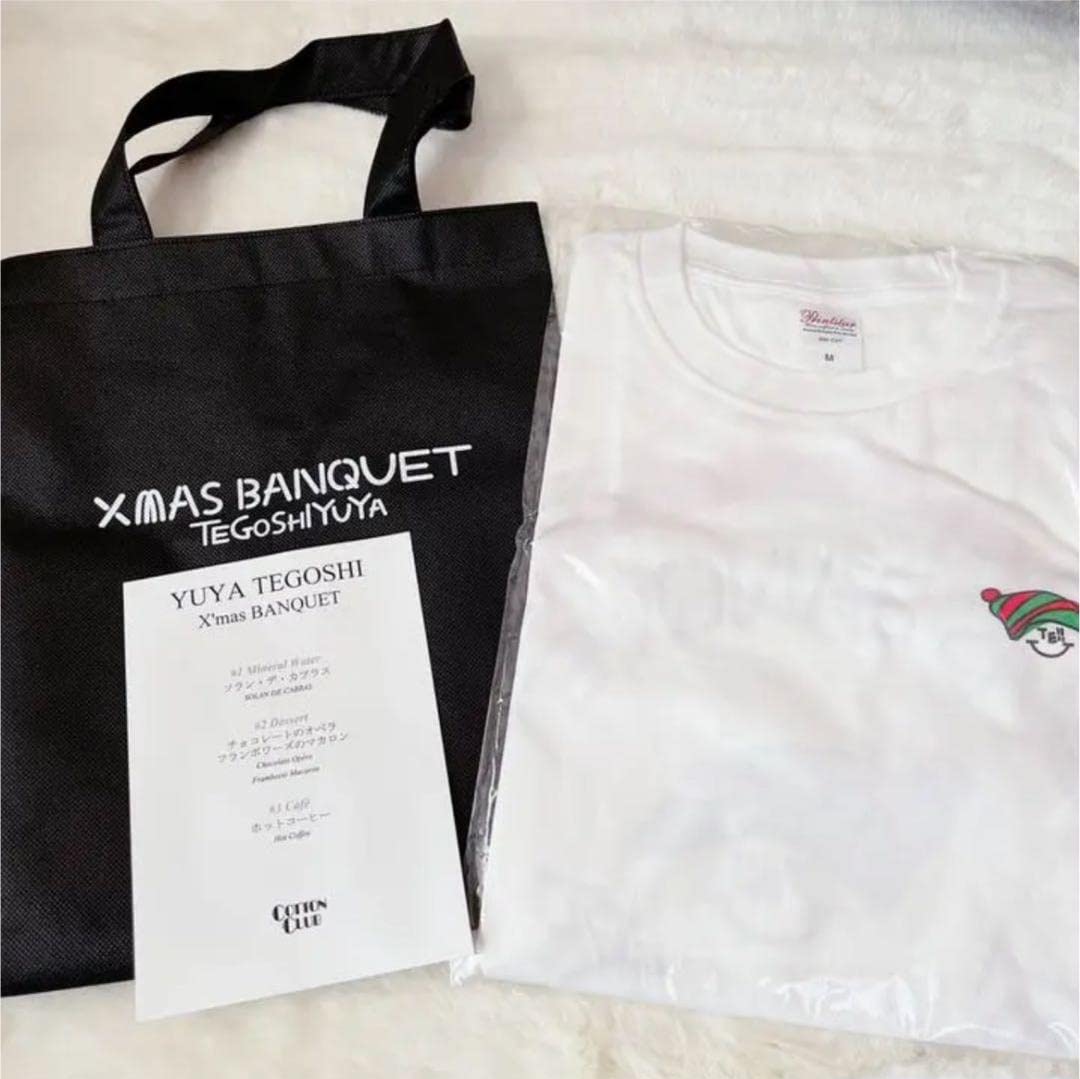 XMAS BANQUET
TEGOSHIYUYA
YUYA TEGOSHI
X'mas BANQUET
#1 Mineral Water
ソラン・デ・カブラス
SOLAN DE CABRAS
#2 Dessert
チョコレートのオペラ
フランボワーズのマカロン
Chocolate Opéra
Framboise Macaron
#3 Café
ホットコーヒー
Hot Coffee
COTTON
CLUB
Printstar
M